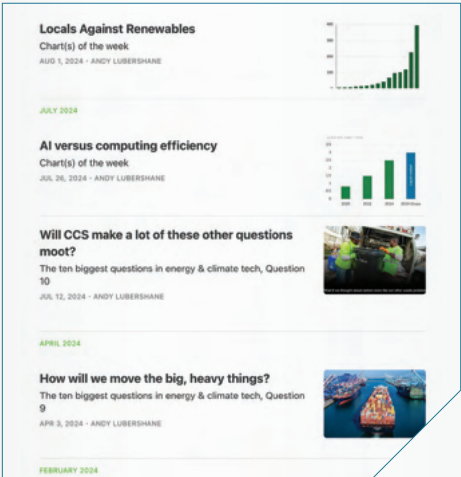 Locals Against Renewables
Chart(s) of the week
AUG 1, 2024 • ANDY LUBERSHANE
JULY 2024
AI versus computing efficiency
Chart(s) of the week
JUL 26, 2024 • ANDY LUBERSHANE
Will CCS make a lot of these other questions
moot?
The ten biggest questions in energy & climate tech, Question
10
JUL 12, 2024 • ANDY LUBERSHANE
APRIL 2024
How will we move the big, heavy things?
The ten biggest questions in energy & climate tech, Question
9
APR 3, 2024 • ANDY LUBERSHANE
FEBRUARY 2024